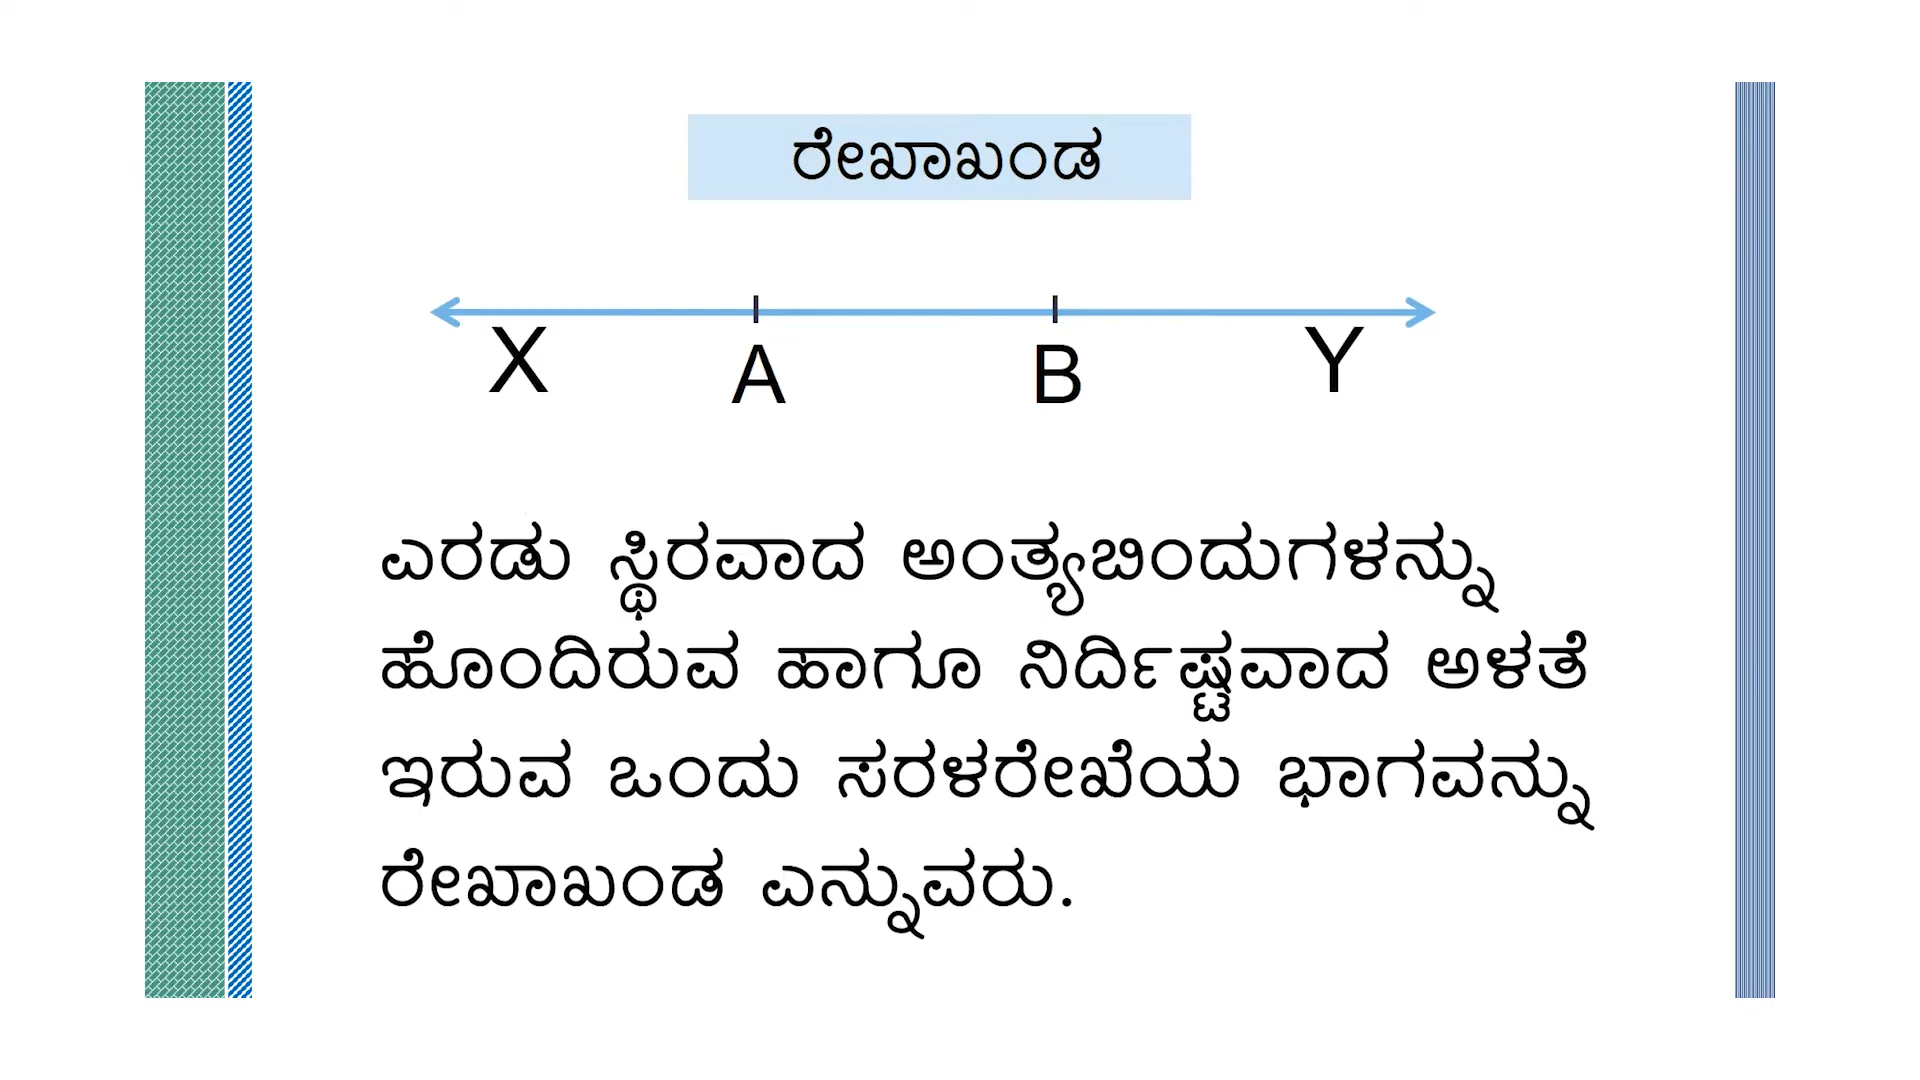 ರೇಖಾಖಂಡ
X A B Y
ಎರಡು ಸ್ಥಿರವಾದ ಅಂತ್ಯಬಿಂದುಗಳನ್ನು
ಹೊಂದಿರುವ ಹಾಗೂ ನಿರ್ದಿಷ್ಟವಾದ ಅಳತೆ
ಇರುವ ಒಂದು ಸರಳರೇಖೆಯ ಭಾಗವನ್ನು
ರೇಖಾಖಂಡ ಎನ್ನುವರು.